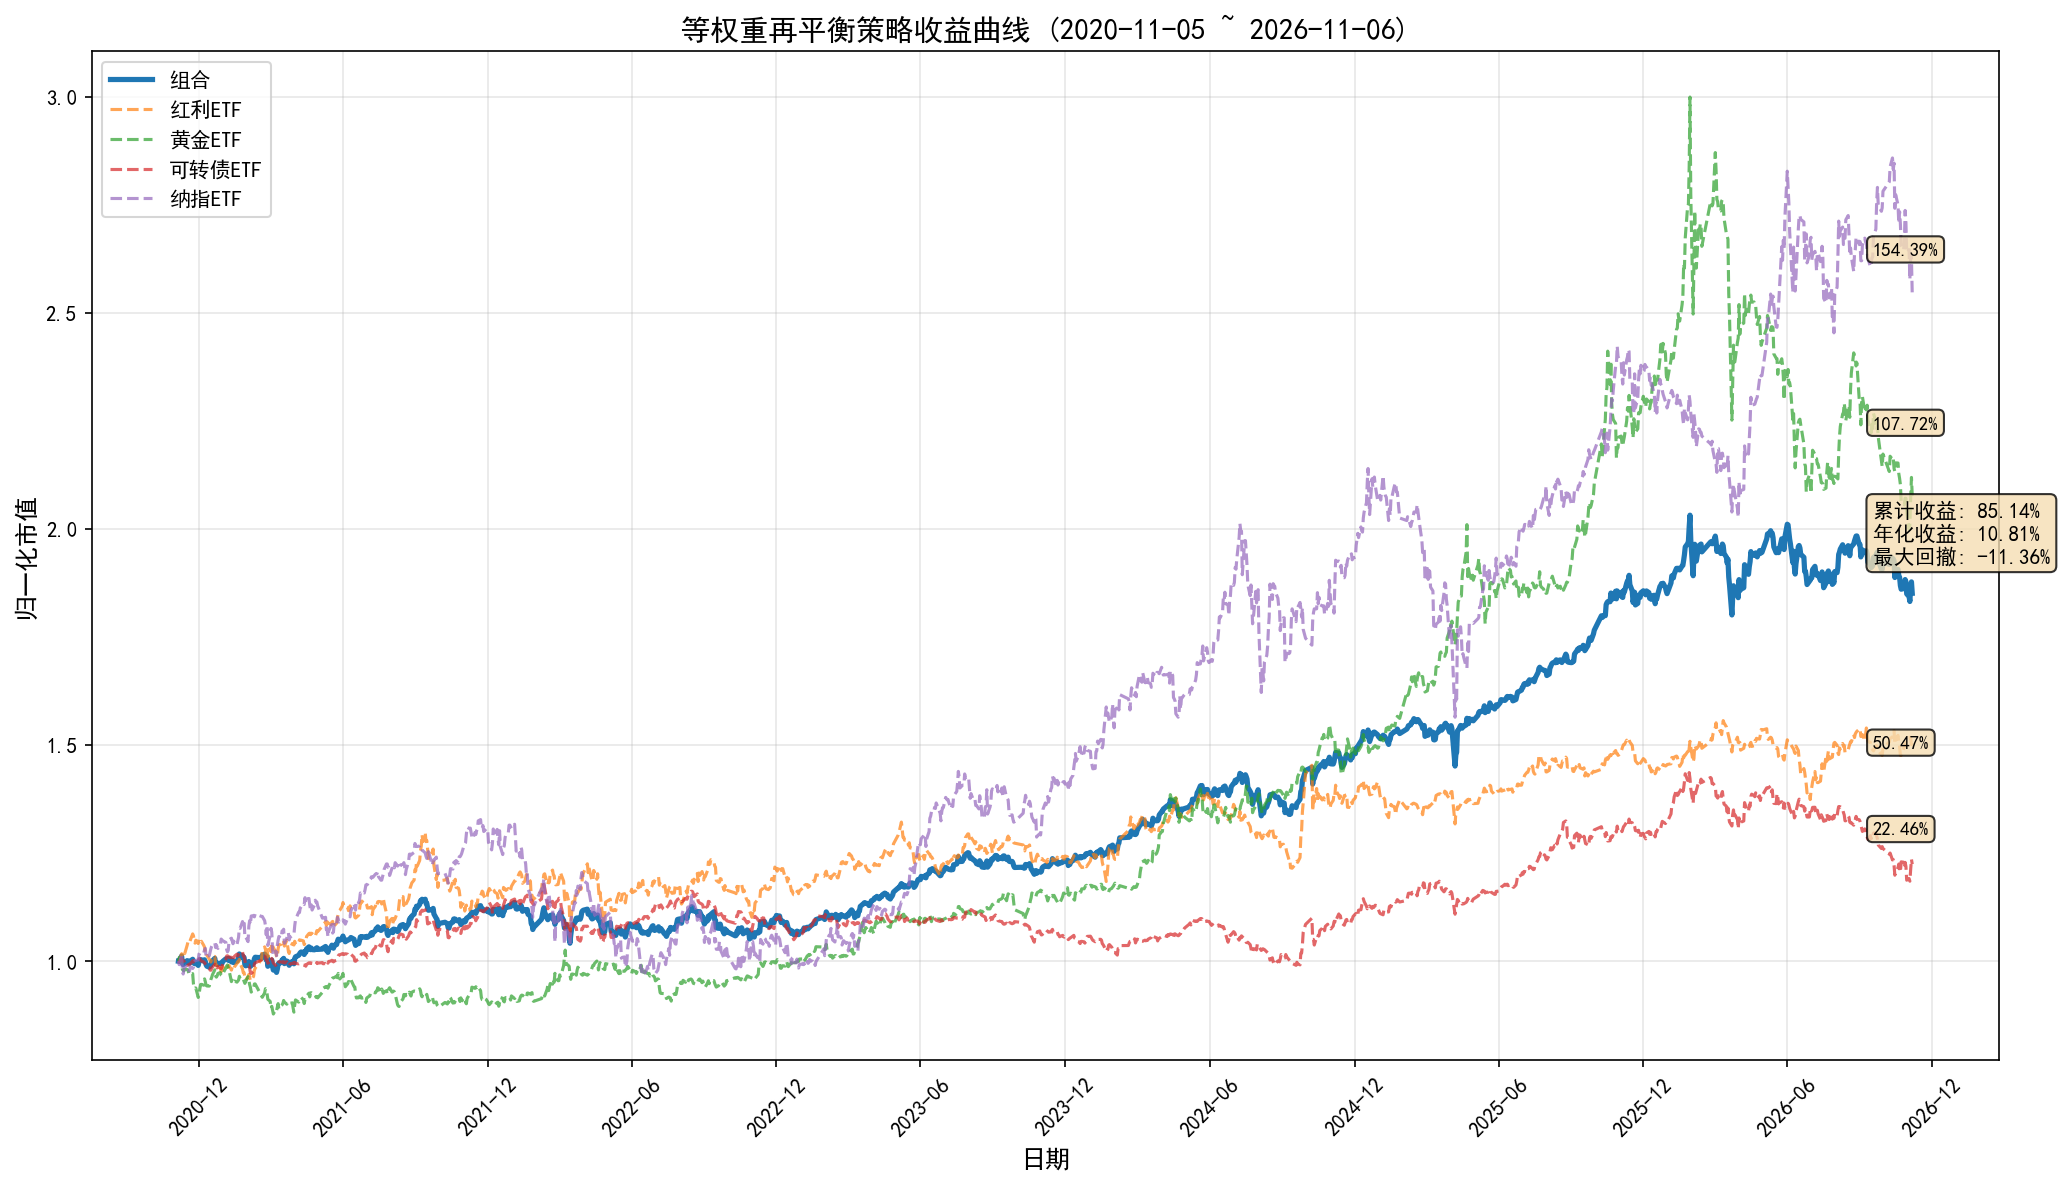 等权重再平衡策略收益曲线 (2020-11-05 ~ 2026-11-06)
组合
红利ETF
黄金ETF
可转债ETF
纳指ETF
归一化市值
3.0
2.5
2.0
1.5
1.0
154.39%
107.72%
累计收益: 85.14%
年化收益: 10.81%
最大回撤: -11.36%
50.47%
22.46%
2020-12
2021-06
2021-12
2022-06
2022-12
2023-06
2023-12
2024-06
2024-12
2025-06
2025-12
2026-06
2026-12
日期